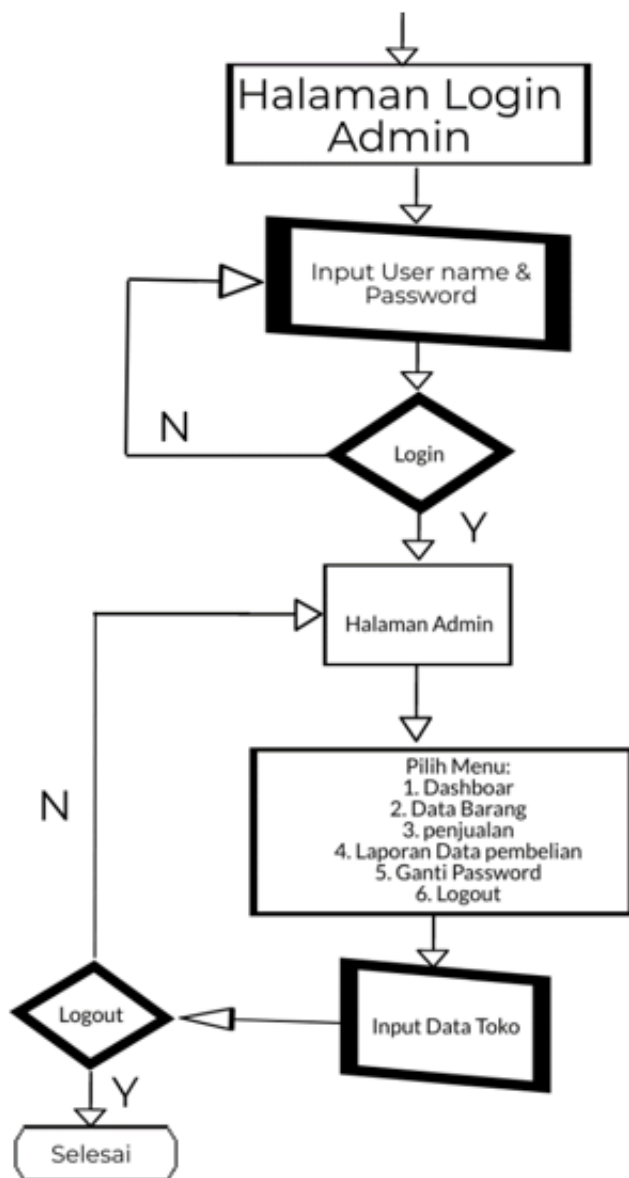 Halaman Login
Admin
Input User name &
Password
N
Login
Y
Halaman Admin
Pilih Menu:
1. Dashboar
2. Data Barang
3. penjualan
4. Laporan Data pembelian
5. Ganti Password
6. Logout
N
Logout
Input Data Toko
Y
Selesai